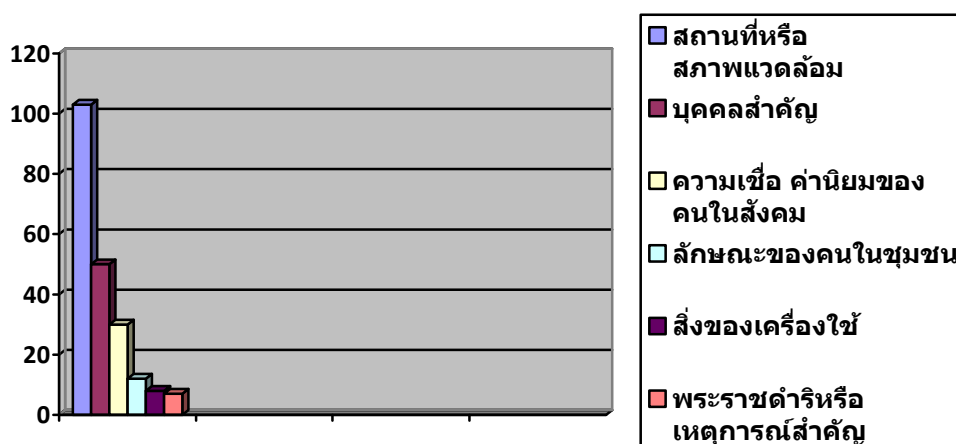 120
100
80
60
40
20
0
สถานที่หรือ
สภาพแวดล้อม
บุคคลสำคัญ
ความเชื่อ ค่านิยมของ
คนในสังคม
ลักษณะของคนในชุมชน
สิ่งของเครื่องใช้
พระราชดำริหรือ
เหตุการณ์สำคัญ